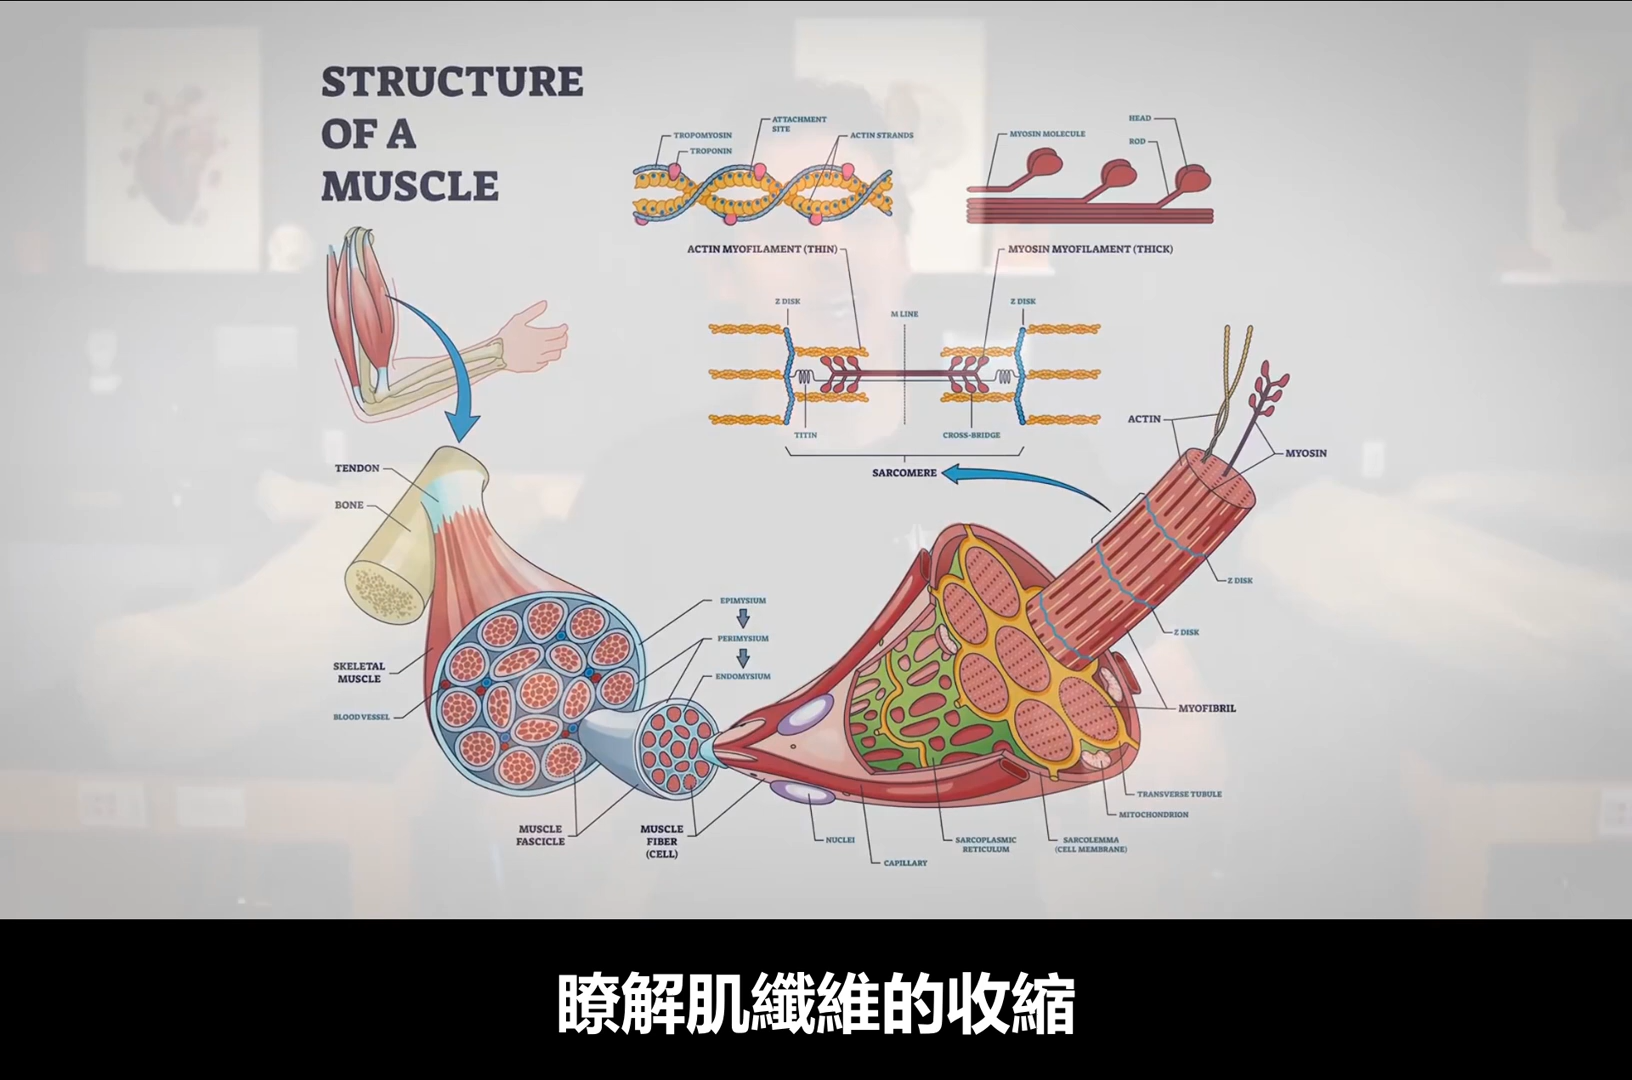 STRUCTURE
OF A
MUSCLE
TROPOMYOSIN
TROPONIN
ATTACHMENT
SITE
ACTIN STRANDS
MYOSIN MOLECULE
HEAD
ROD
ACTIN MYOFILAMENT (THIN)
MYOSIN MYOFILAMENT (THICK)
Z DISK
M LINE
Z DISK
TITIN
CROSS-BRIDGE
SARCOMERE
ACTIN
MYOSIN
TENDON
BONE
Z DISK
Z DISK
EPIMYSIUM
PERIMYSIUM
ENDOMYSIUM
SKELETAL
MUSCLE
BLOOD VESSEL
MYOFIBRIL
TRANSVERSE TUBULE
MITOCHONDRION
MUSCLE
FASCICLE
MUSCLE
FIBER
(CELL)
NUCLEI
CAPILLARY
SARCOPLASMIC
RETICULUM
SARCOLEMMA
(CELL MEMBRANE)
瞭解肌纖維的收縮